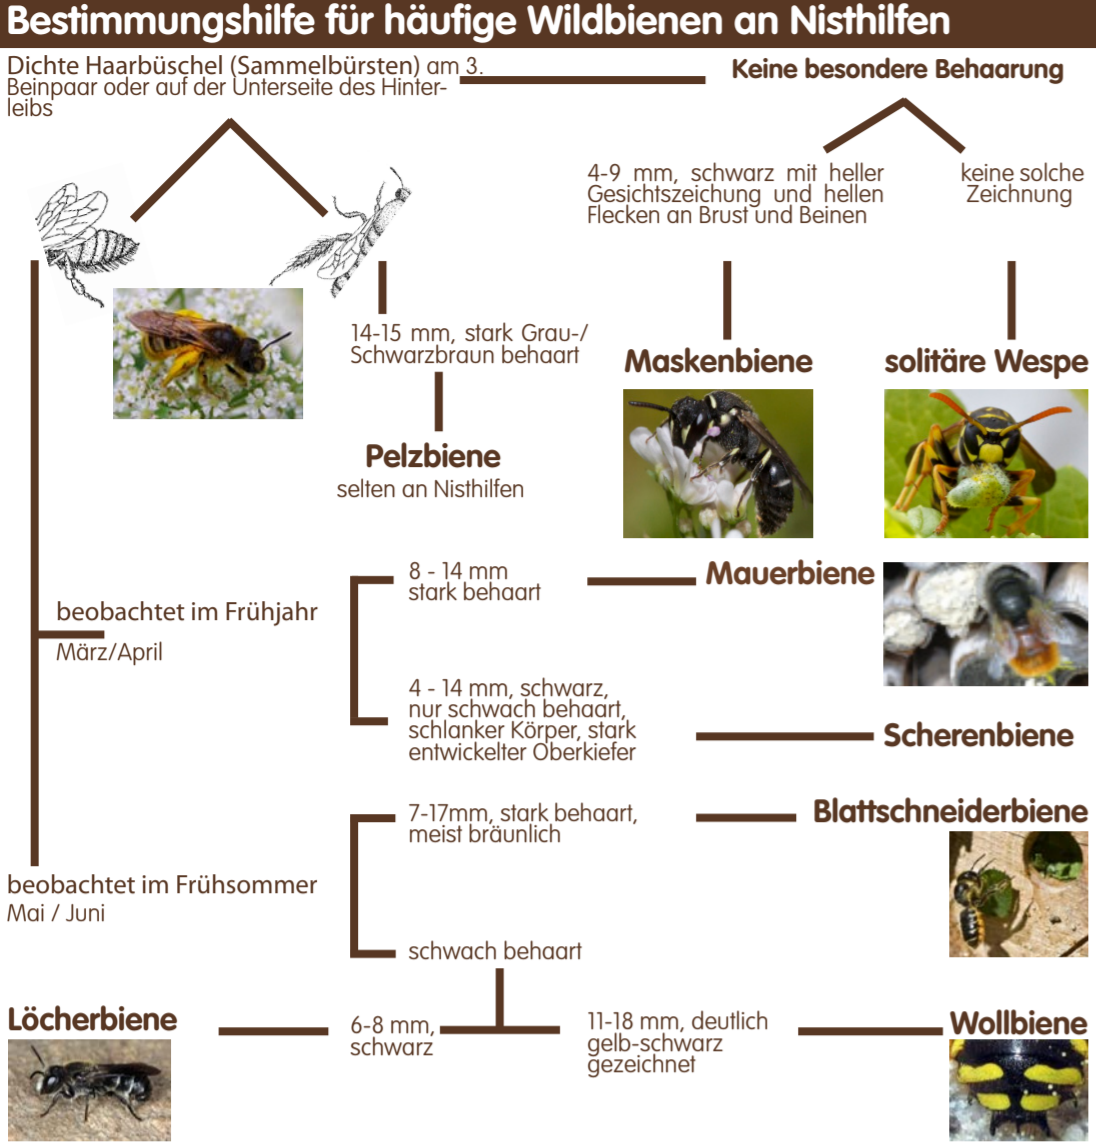 Bestimmungshilfe für häufige Wildbienen an Nisthilfen
Dichte Haarbüschel (Sammelbürsten) am 3.
Beinpaar oder auf der Unterseite des Hinter-
leibs
Keine besondere Behaarung
4-9 mm, schwarz mit heller
Gesichtszeichung und hellen
Flecken an Brust und Beinen
keine solche
Zeichnung
14-15 mm, stark Grau-/
Schwarzbraun behaart
Maskenbiene
solitäre Wespe
Pelzbiene
selten an Nisthilfen
beobachtet im Frühjahr
März/April
8 - 14 mm
stark behaart
Mauerbiene
4 - 14 mm, schwarz,
nur schwach behaart,
schlanker Körper, stark
entwickelter Oberkiefer
Scherenbiene
7-17mm, stark behaart,
meist bräunlich
Blattschneiderbiene
beobachtet im Frühsommer
Mai / Juni
schwach behaart
Löcherbiene
6-8 mm,
schwarz
11-18 mm, deutlich
gelb-schwarz
gezeichnet
Wollbiene